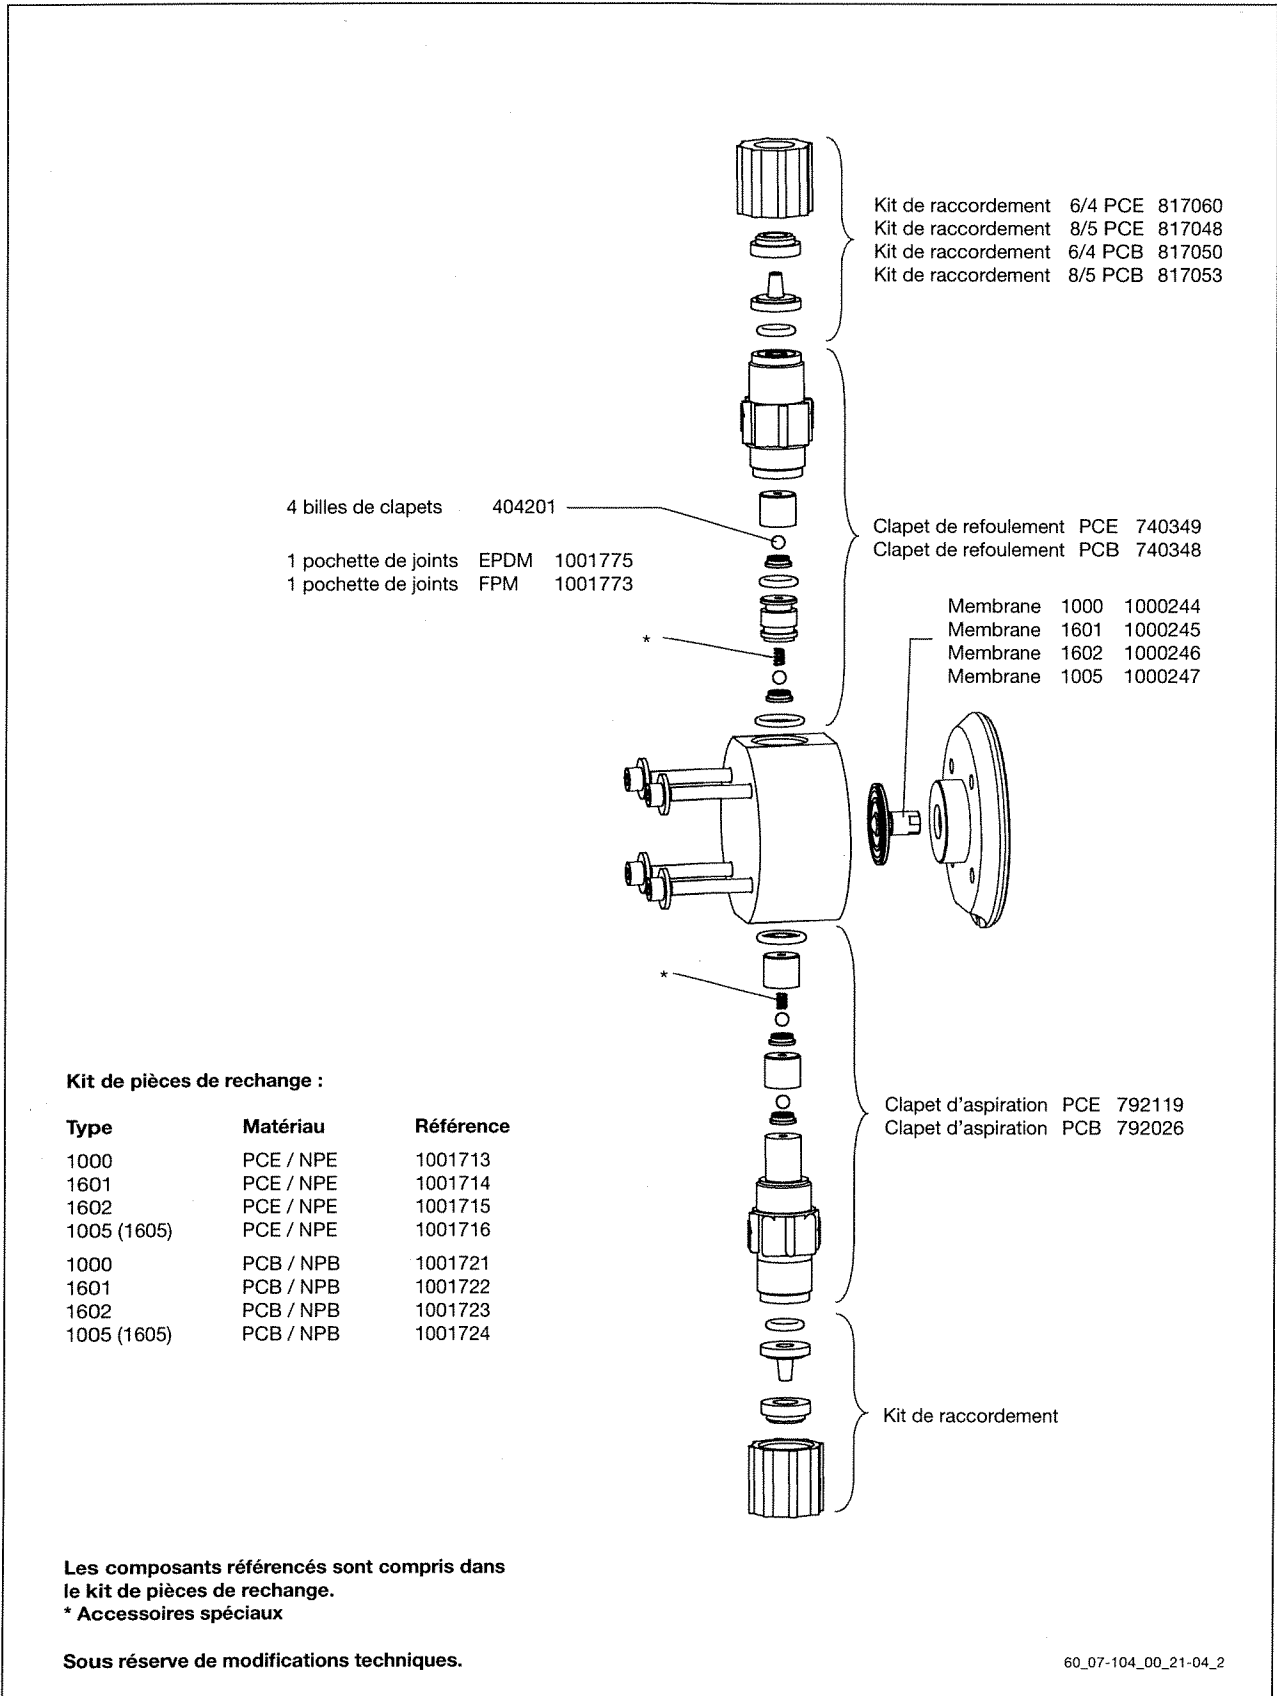 Kit de raccordement 6/4 PCE 817060
Kit de raccordement 8/5 PCE 817048
Kit de raccordement 6/4 PCB 817050
Kit de raccordement 8/5 PCB 817053
4 billes de clapets 404201
1 pochette de joints EPDM 1001775
1 pochette de joints FPM 1001773
Clapet de refoulement PCE 740349
Clapet de refoulement PCB 740348
*
Membrane 1000 1000244
Membrane 1601 1000245
Membrane 1602 1000246
Membrane 1005 1000247
*
Clapet d'aspiration PCE 792119
Clapet d'aspiration PCB 792026
Kit de pièces de rechange :
Type Matériau Référence
1000 PCE / NPE 1001713
1601 PCE / NPE 1001714
1602 PCE / NPE 1001715
1005 (1605) PCE / NPE 1001716
1000 PCB / NPB 1001721
1601 PCB / NPB 1001722
1602 PCB / NPB 1001723
1005 (1605) PCB / NPB 1001724
Kit de raccordement
Les composants référencés sont compris dans
le kit de pièces de rechange.
* Accessoires spéciaux
Sous réserve de modifications techniques.
60_07-104_00_21-04_2